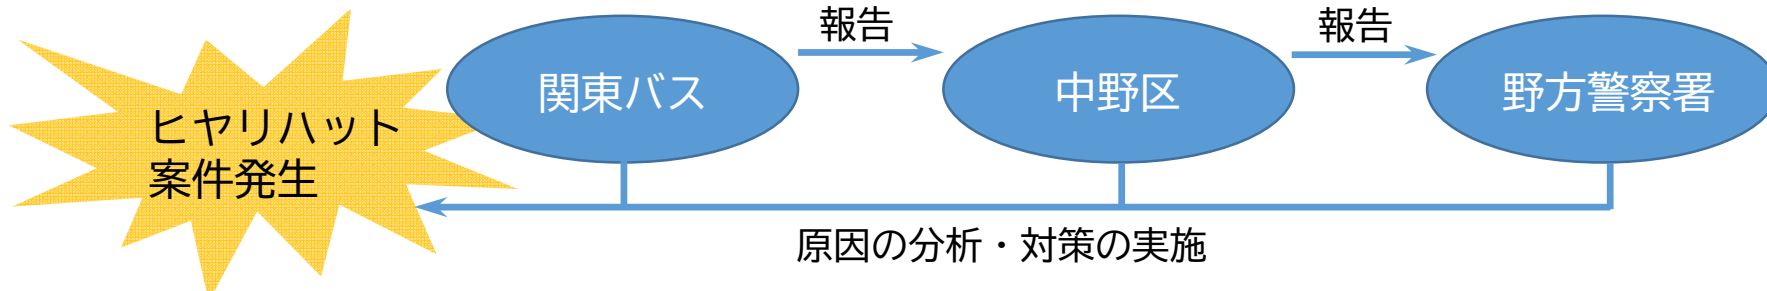 報告
報告
関東バス
中野区
野方警察署
ヒヤリハット
案件発生
原因の分析・対策の実施